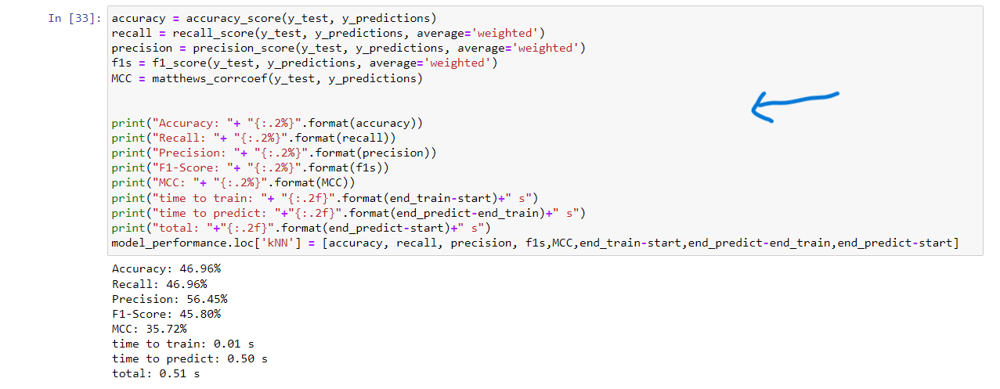 In [33]: accuracy = accuracy_score(y_test, y_predictions)
recall = recall_score(y_test, y_predictions, average='weighted')
precision = precision_score(y_test, y_predictions, average='weighted')
f1s = f1_score(y_test, y_predictions, average='weighted')
MCC = matthews_corrcoef(y_test, y_predictions)
print("Accuracy: "+ "{:.2%}".format(accuracy))
print("Recall: "+ "{:.2%}".format(recall))
print("Precision: "+ "{:.2%}".format(precision))
print("F1-Score: "+ "{:.2%}".format(f1s))
print("MCC: "+ "{:.2%}".format(MCC))
print("time to train: "+ "{:.2f}".format(end_train-start)+" s")
print("time to predict: "+"{:.2f}".format(end_predict-end_train)+" s")
print("total: "+"{:.2f}".format(end_predict-start)+" s")
model_performance.loc['kNN'] = [accuracy, recall, precision, f1s,MCC,end_train-start,end_predict-end_train,end_predict-start]
Accuracy: 46.96%
Recall: 46.96%
Precision: 56.45%
F1-Score: 45.80%
MCC: 35.72%
time to train: 0.01 s
time to predict: 0.50 s
total: 0.51 s